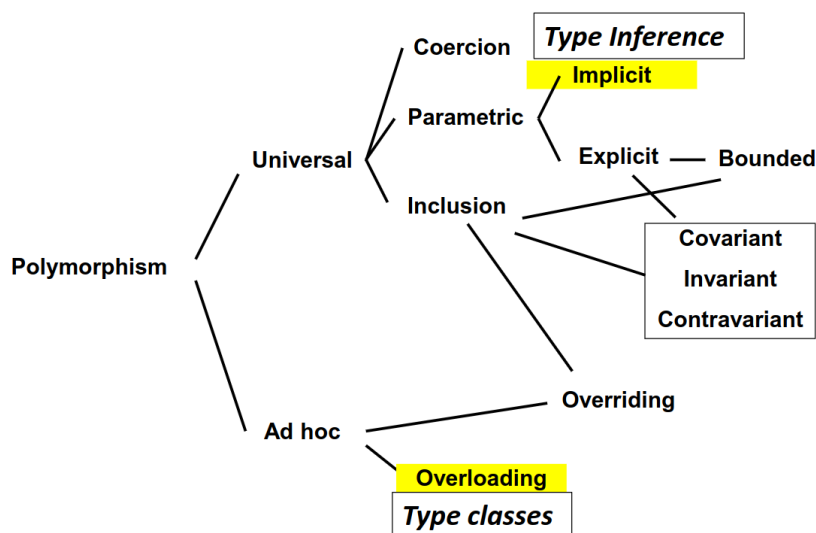 Coercion
Type Inference
Implicit
Parametric
Universal
Explicit
Bounded
Inclusion
Covariant
Invariant
Contravariant
Polymorphism
Overriding
Ad hoc
Overloading
Type classes